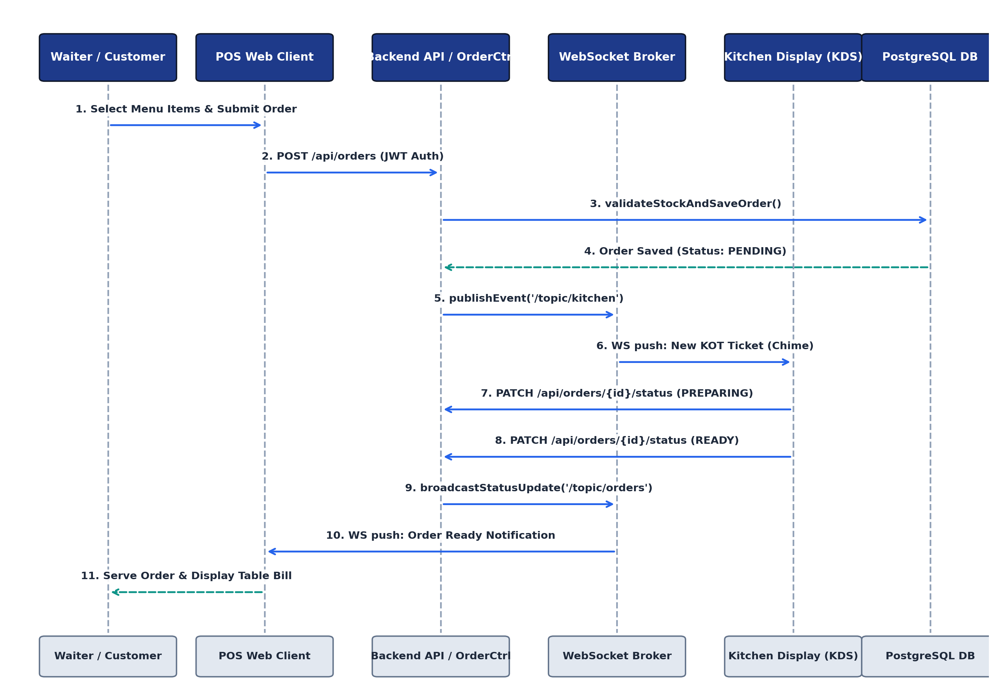 Waiter / Customer
POS Web Client
Backend API / OrderCtrl
WebSocket Broker
Kitchen Display (KDS)
PostgreSQL DB
1. Select Menu Items & Submit Order
2. POST /api/orders (JWT Auth)
3. validateStockAndSaveOrder()
4. Order Saved (Status: PENDING)
5. publishEvent('/topic/kitchen')
6. WS push: New KOT Ticket (Chime)
7. PATCH /api/orders/{id}/status (PREPARING)
8. PATCH /api/orders/{id}/status (READY)
9. broadcastStatusUpdate('/topic/orders')
10. WS push: Order Ready Notification
11. Serve Order & Display Table Bill
Waiter / Customer
POS Web Client
Backend API / OrderCtrl
WebSocket Broker
Kitchen Display (KDS)
PostgreSQL DB